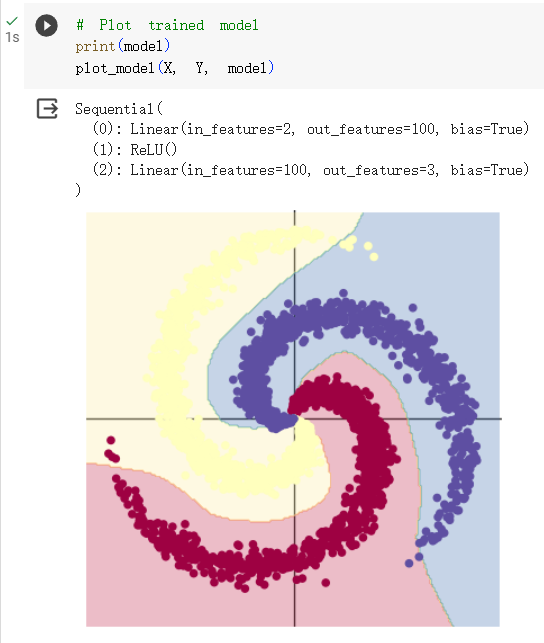 # Plot trained model
print(model)
plot_model(X, Y, model)
1s
Sequential(
  (0): Linear(in_features=2, out_features=100, bias=True)
  (1): ReLU()
  (2): Linear(in_features=100, out_features=3, bias=True)
)